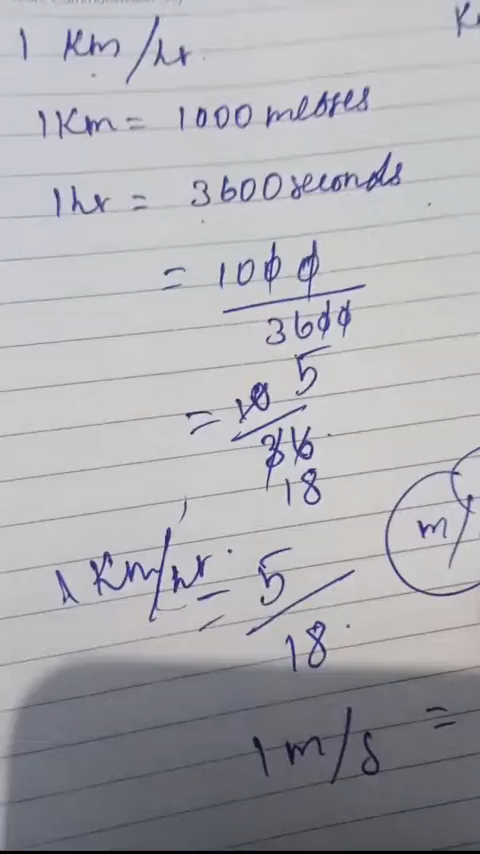 K
1 Km/hr.
1Km = 1000 metres
1hr = 3600 seconds
= 1000
3600
= 10 5
36
18
1 Km/hr. = 5
18.
m/
1 m/s =